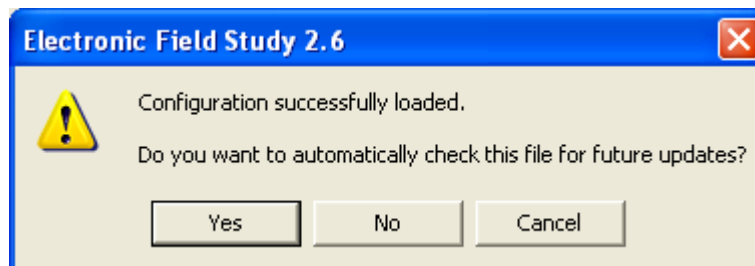 Electronic Field Study 2.6
Configuration successfully loaded.
Do you want to automatically check this file for future updates?
Yes No Cancel